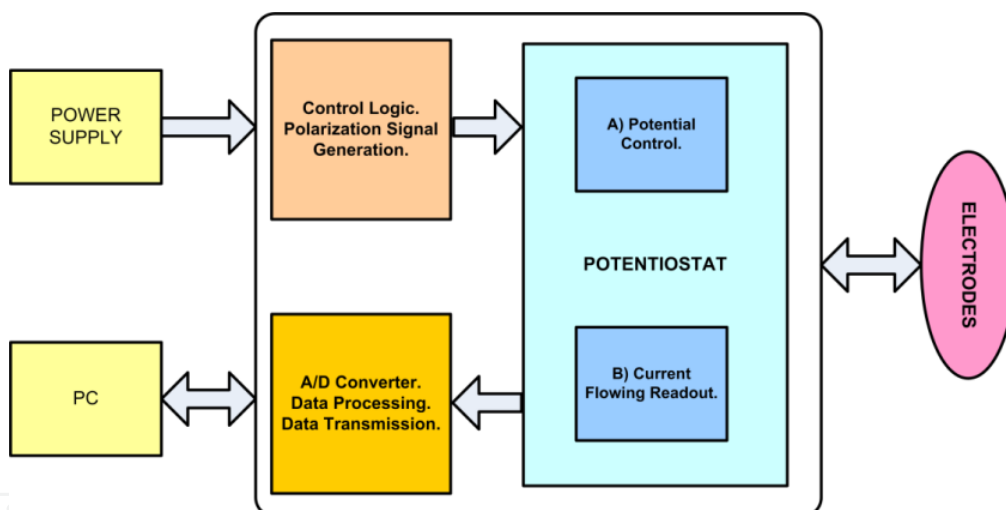 POWER
SUPPLY
Control Logic.
Polarization Signal
Generation.
A) Potential
Control.
POTENTIOSTAT
ELECTRODES
PC
A/D Converter.
Data Processing.
Data Transmission.
B) Current
Flowing Readout.